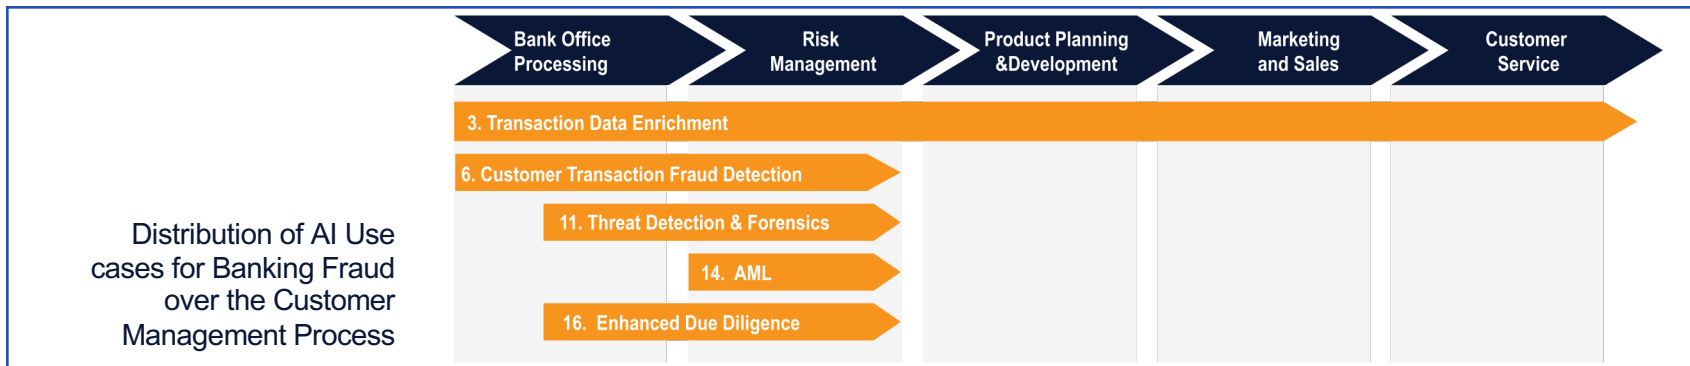 Bank Office
Processing
Risk
Management
Product Planning
&Development
Marketing
and Sales
Customer
Service
3. Transaction Data Enrichment
6. Customer Transaction Fraud Detection
11. Threat Detection & Forensics
14. AML
16. Enhanced Due Diligence
Distribution of AI Use
cases for Banking Fraud
over the Customer
Management Process